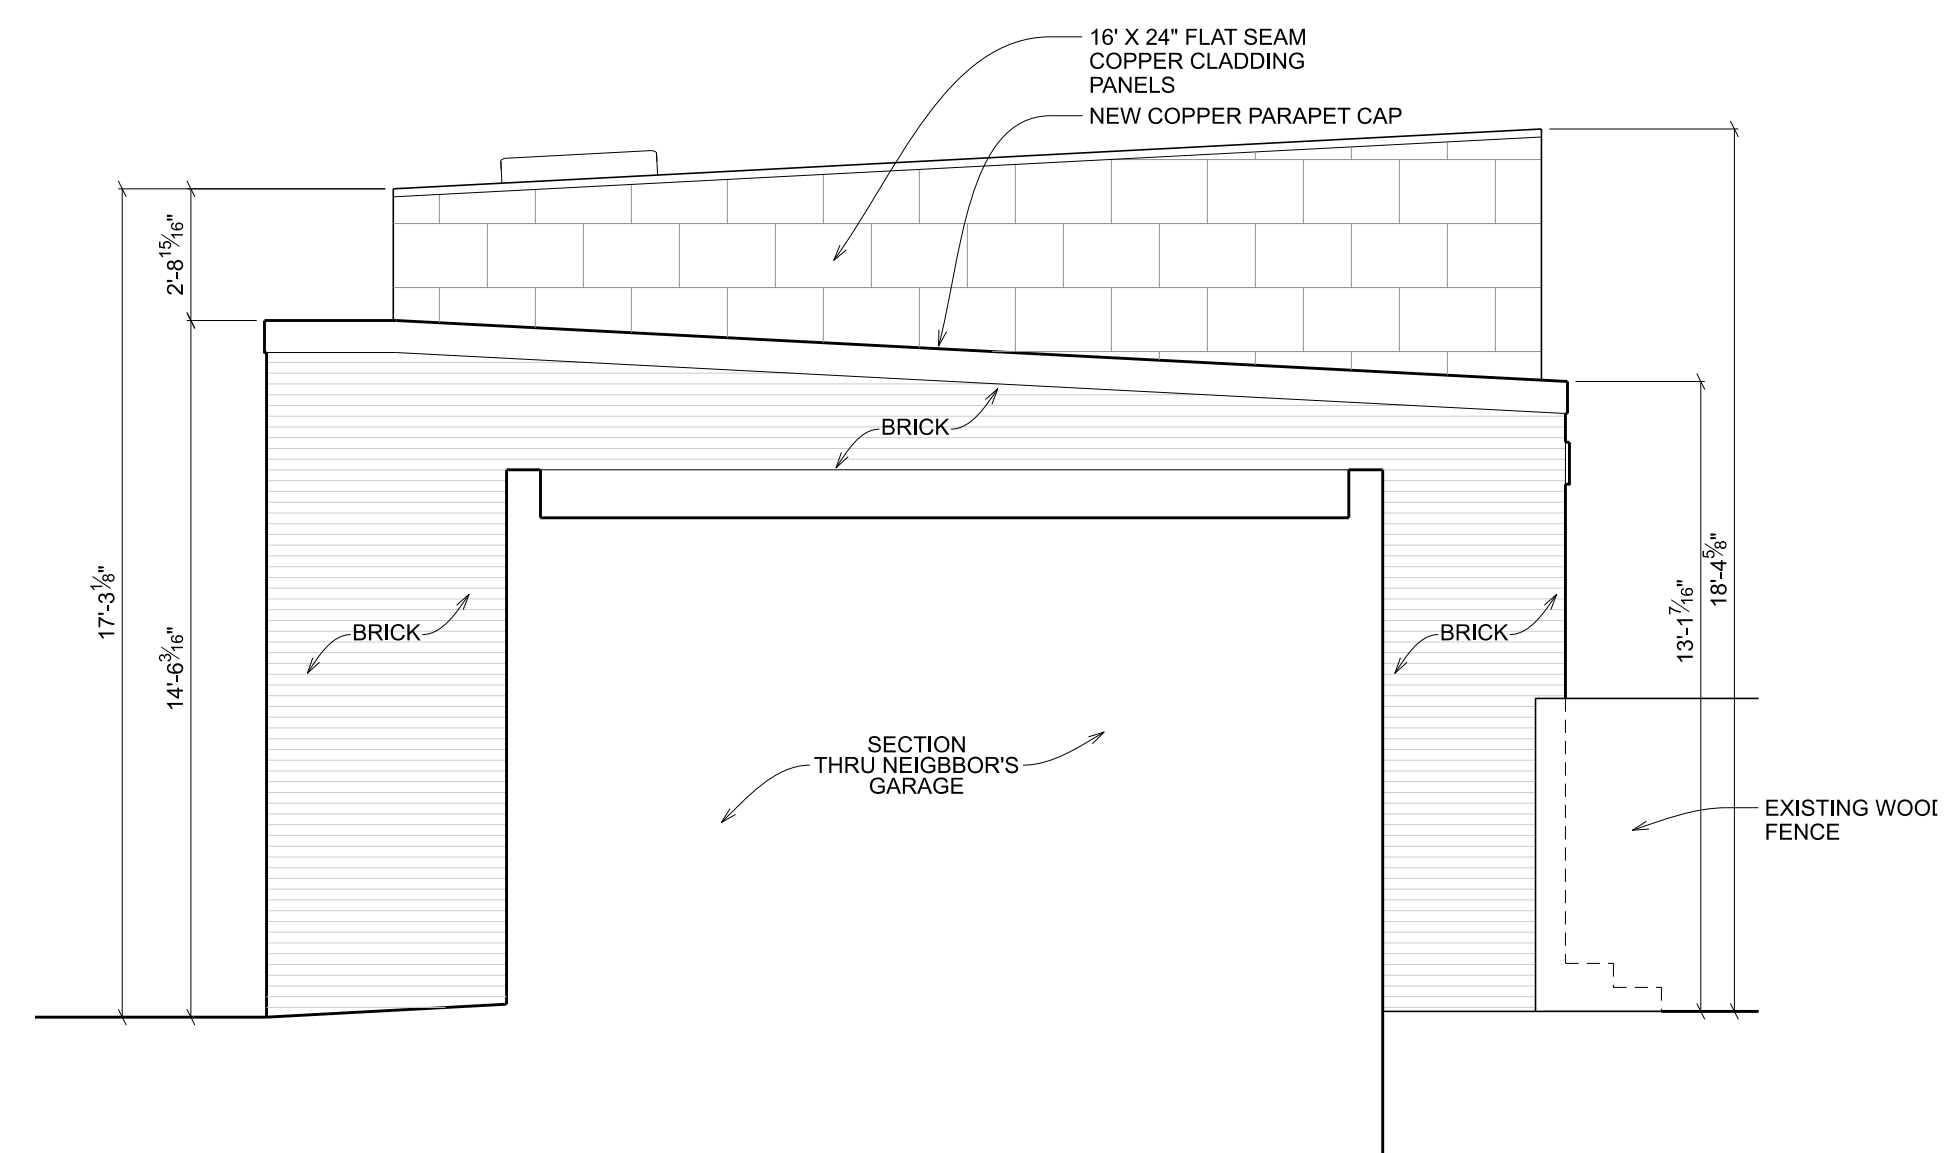 16' X 24" FLAT SEAM
COPPER CLADDING
PANELS
NEW COPPER PARAPET CAP
2'-8 15/16"
17'-3 1/8"
14'-6 3/16"
BRICK
BRICK
BRICK
13'-1 7/16"
18'-4 5/8"
SECTION
THRU NEIGBBOR'S
GARAGE
EXISTING WOOD
FENCE